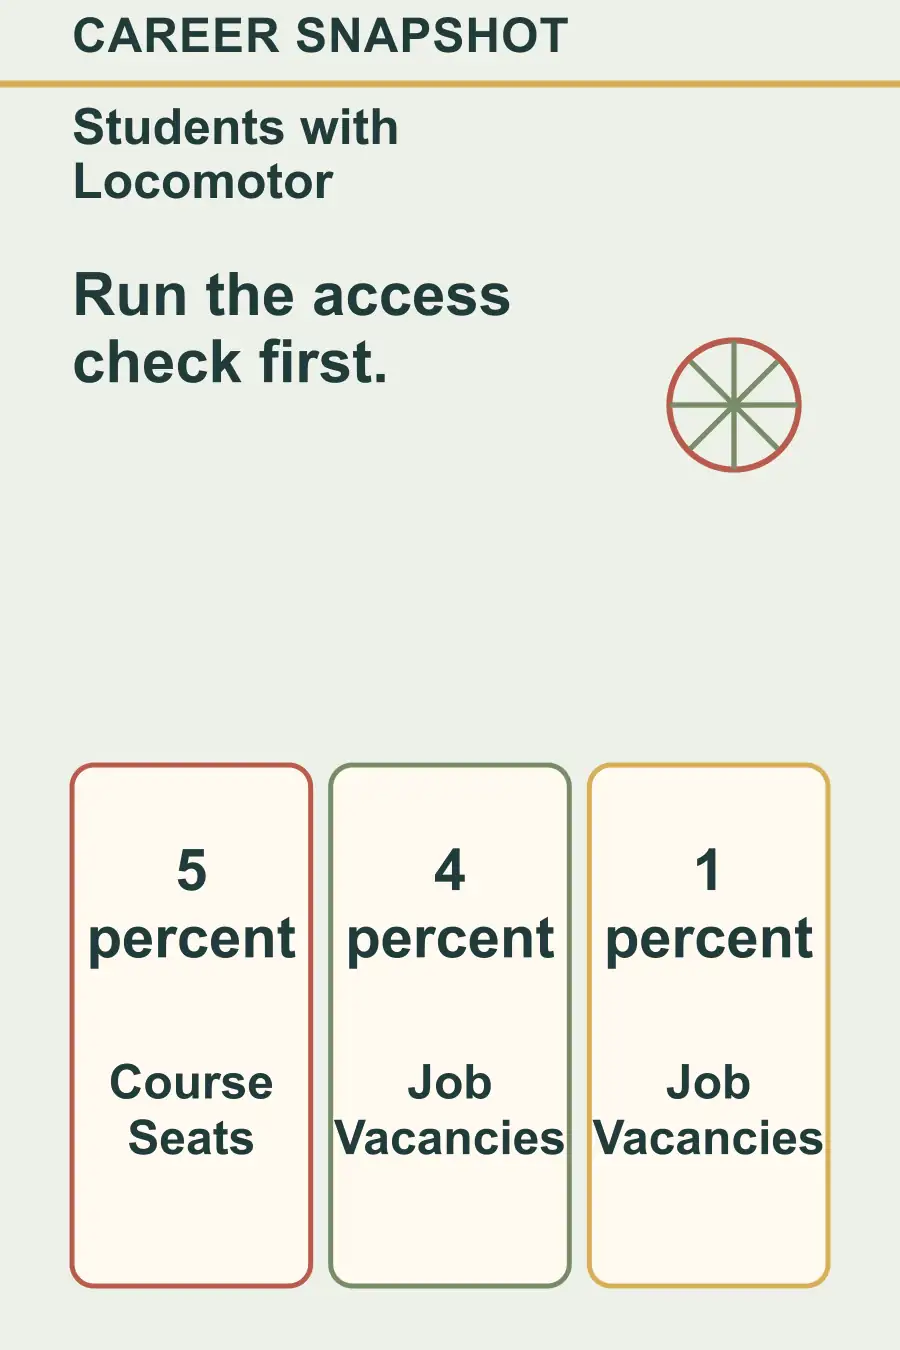 CAREER SNAPSHOT
Students with
Locomotor
Run the access
check first.
5
percent
Course
Seats
4
percent
Job
Vacancies
1
percent
Job
Vacancies